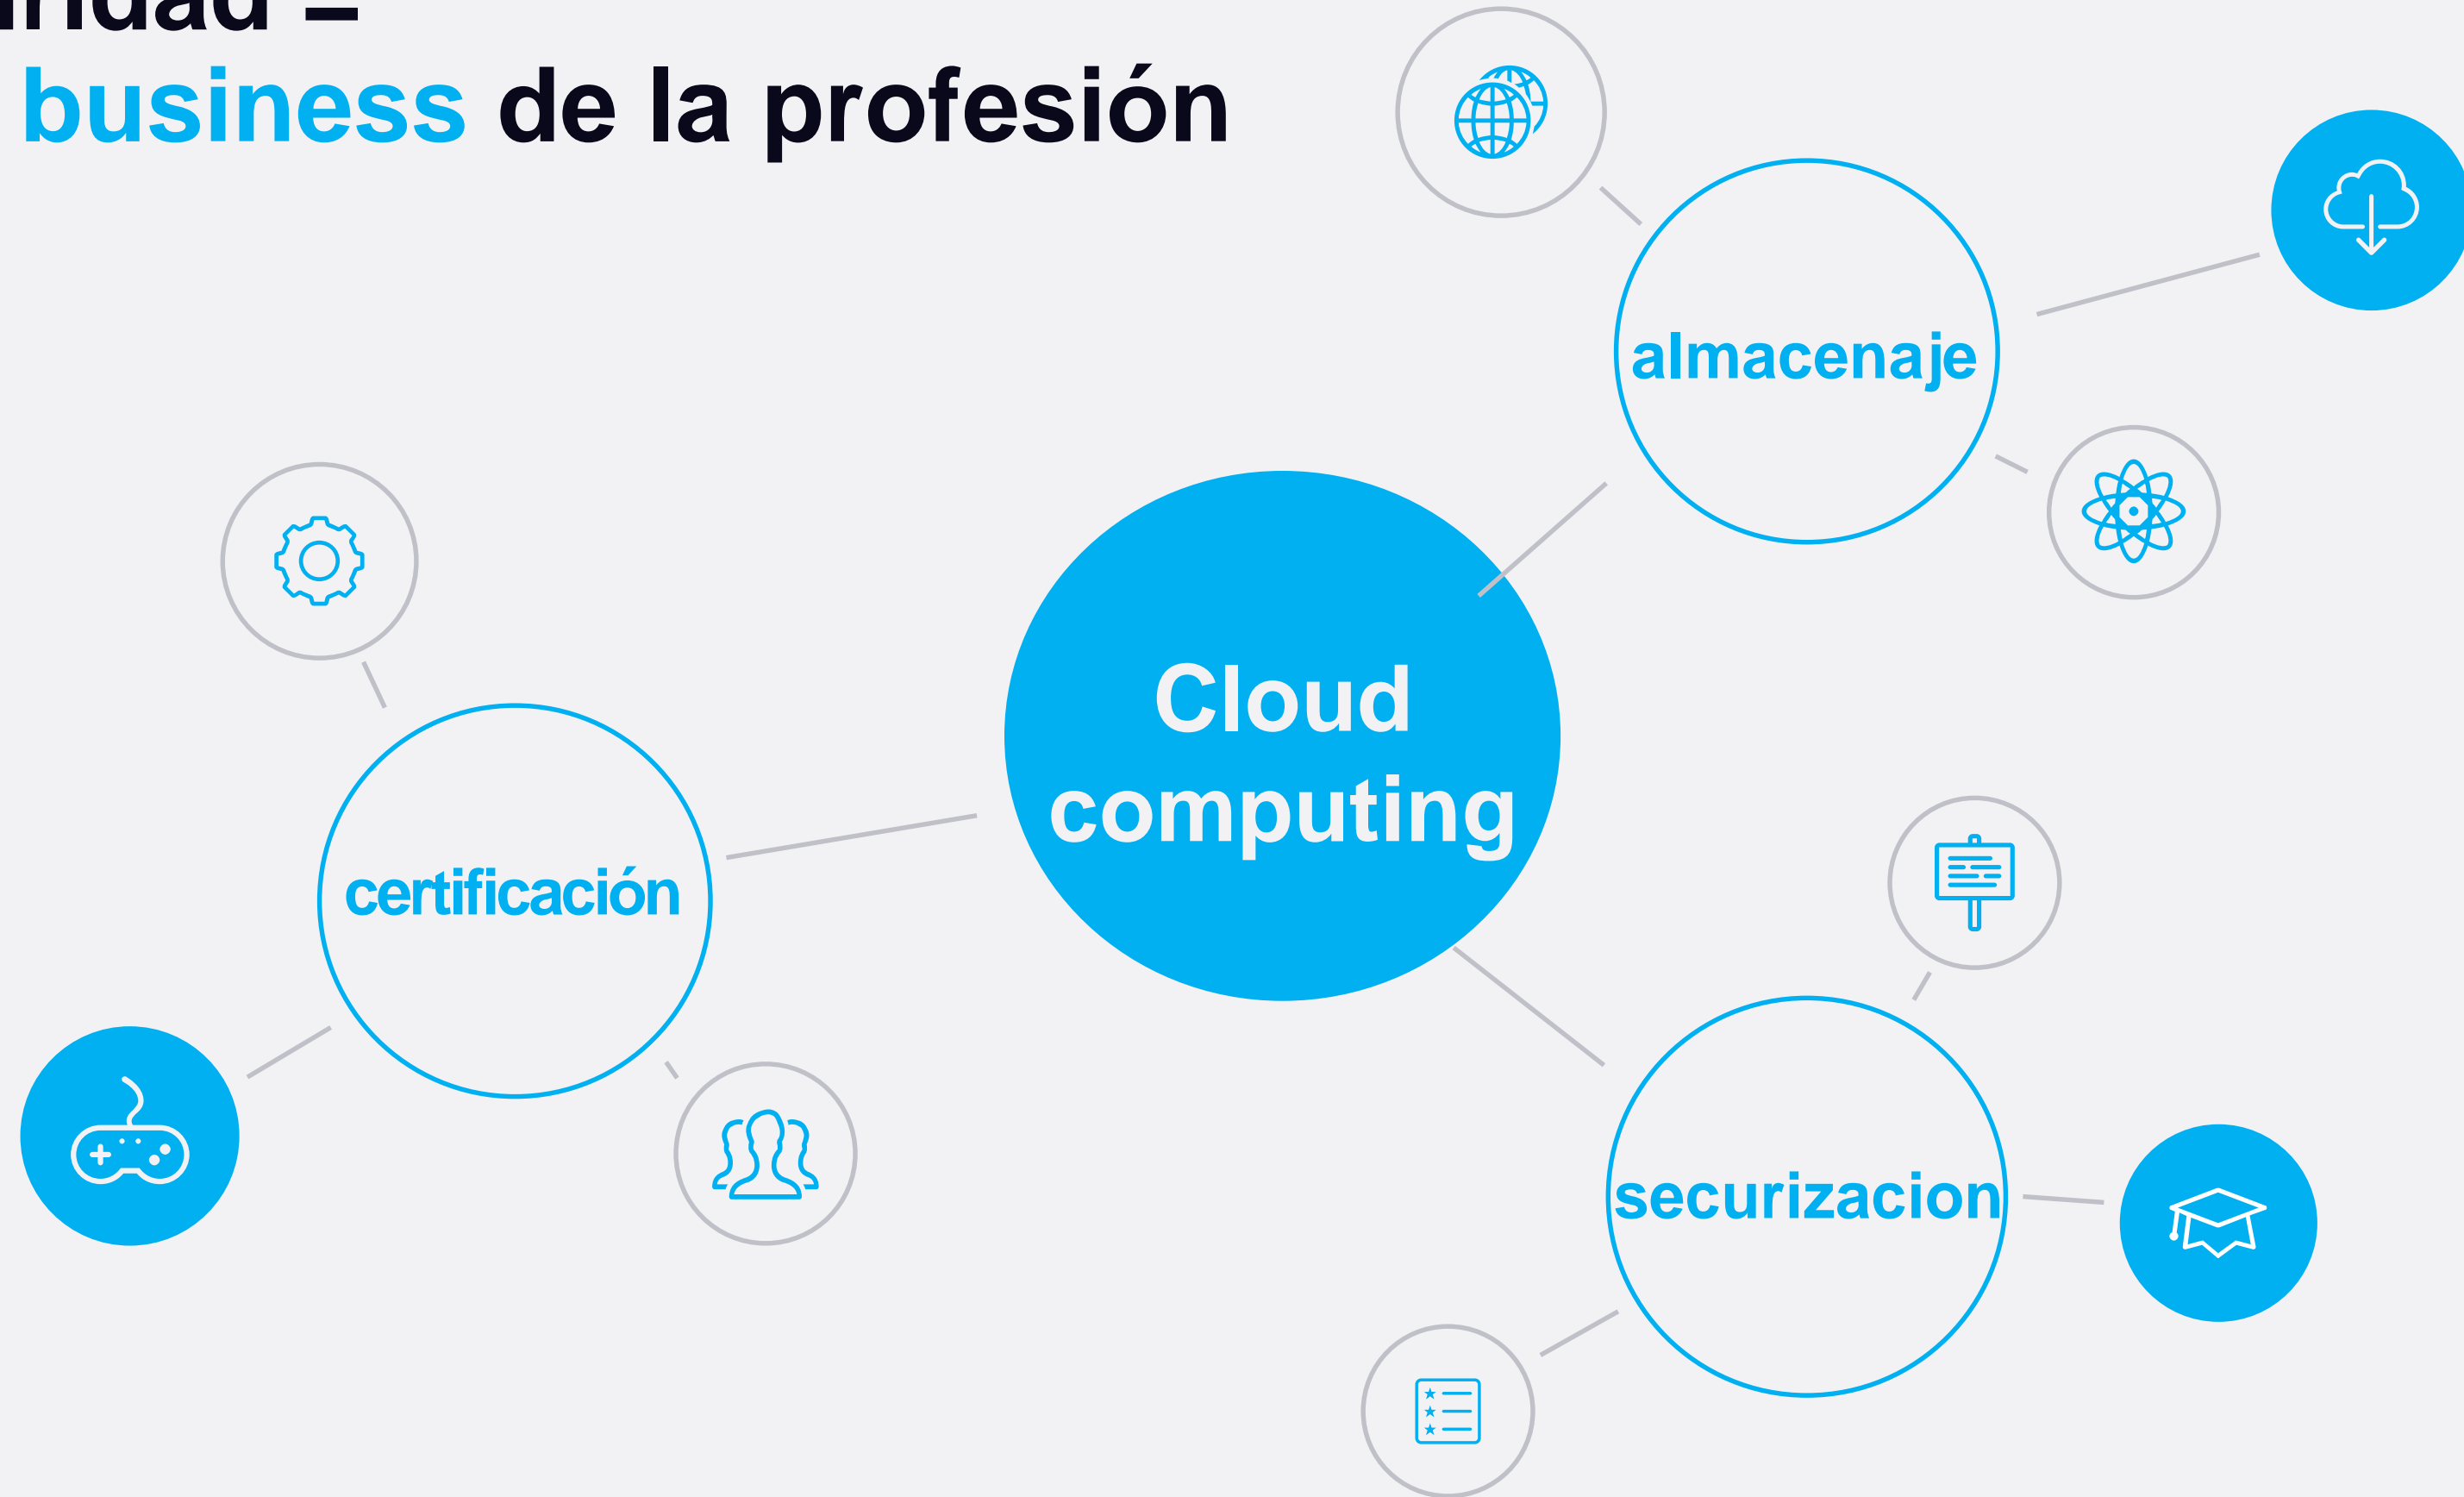 business de la profesión
almacenaje
Cloud
computing
certificación
securizacion